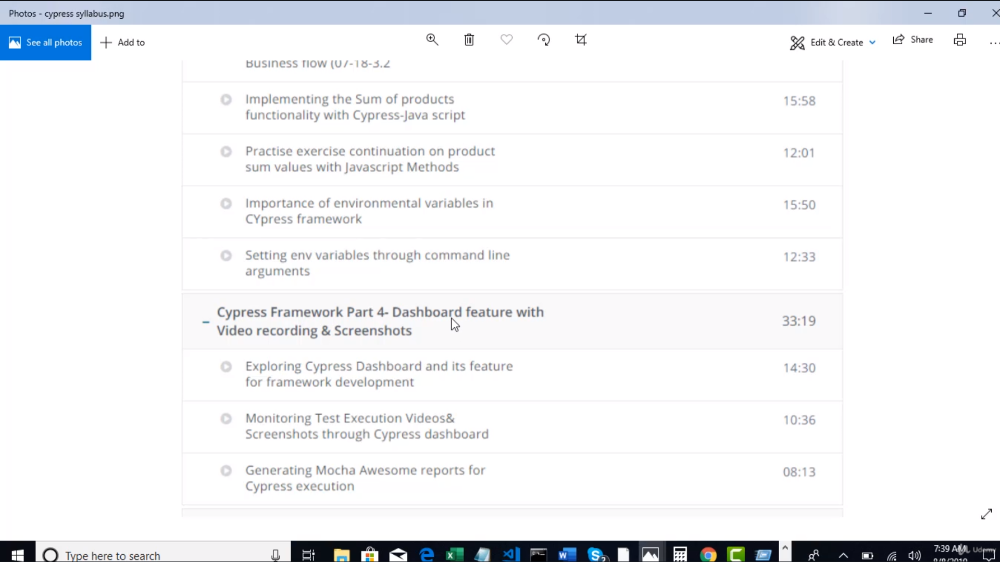 Photos - cypress syllabus.png
See all photos
Add to
Edit & Create
Share
Business flow (07-18-3.2
Implementing the Sum of products
functionality with Cypress-Java script
15:58
Practise exercise continuation on product
sum values with Javascript Methods
12:01
Importance of environmental variables in
CYpress framework
15:50
Setting env variables through command line
arguments
12:33
Cypress Framework Part 4- Dashboard feature with
Video recording & Screenshots
33:19
Exploring Cypress Dashboard and its feature
for framework development
14:30
Monitoring Test Execution Videos&
Screenshots through Cypress dashboard
10:36
Generating Mocha Awesome reports for
Cypress execution
08:13
Type here to search
7:39 AM
Udemy
8/8/2019